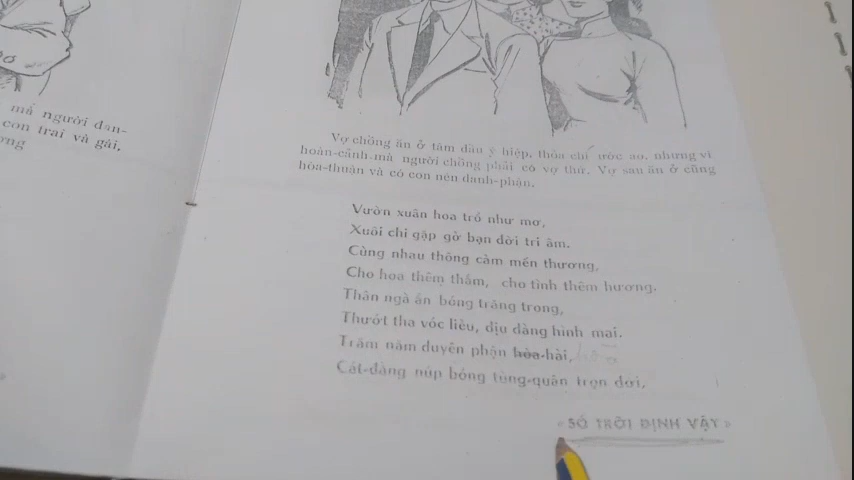 mà người đan-
con trai và gái,
ơng
Vợ chồng ăn ở tâm đầu ý hiệp, thỏa chí ước ao, nhưng vì
hoàn-cảnh mà người chồng phải có vợ thứ. Vợ sau ăn ở cũng
hòa-thuận và có con nên danh-phận.
Vườn xuân hoa trổ như mơ,
Xuôi chi gặp gỡ bạn đời tri âm.
Cùng nhau thông cảm mến thương,
Cho hoa thêm thắm, cho tình thêm hương.
Thân ngà ẩn bóng trăng trong,
Thướt tha vóc liễu, dịu dàng hình mai.
Trăm năm duyên phận hòa-hài,
Cát-đàng núp bóng tùng-quân trọn đời,
« SỐ TRỜI ĐỊNH VẬY »